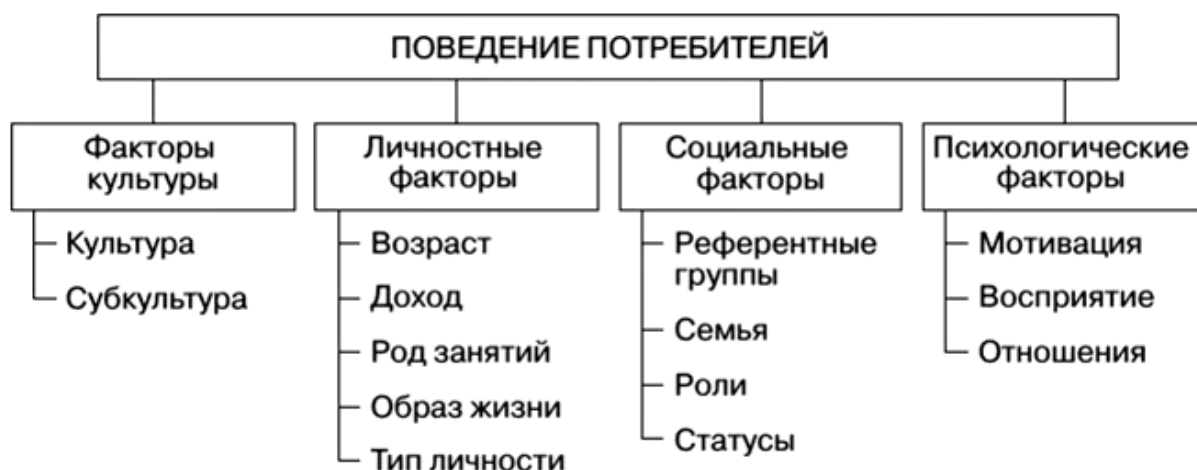 ПОВЕДЕНИЕ ПОТРЕБИТЕЛЕЙ
Факторы
культуры
Культура
Субкультура
Личностные
факторы
Возраст
Доход
Род занятий
Образ жизни
Тип личности
Социальные
факторы
Референтные
группы
Семья
Роли
Статусы
Психологические
факторы
Мотивация
Восприятие
Отношения